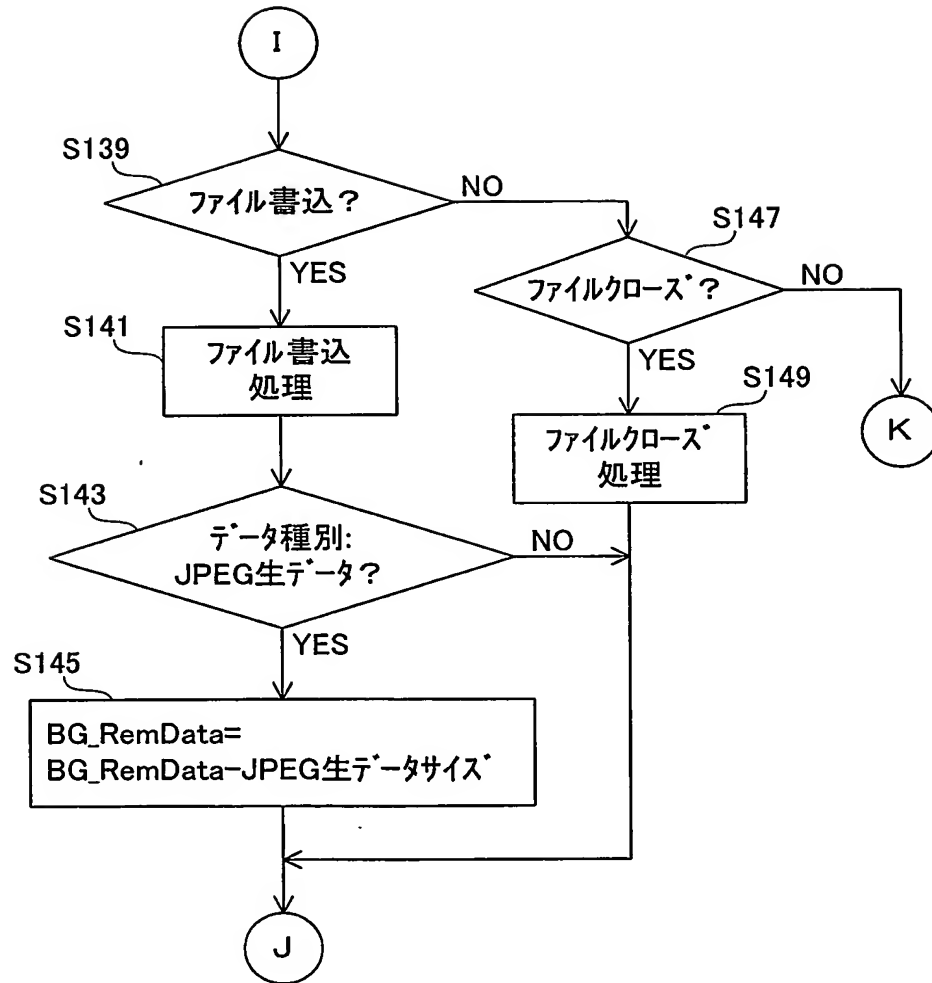 I
S139
ファイル書込?
NO
YES
S147
ファイルクローズ?
NO
YES
S141
ファイル書込
処理
S149
ファイルクローズ
処理
K
S143
データ種別:
JPEG生データ?
NO
YES
S145
BG_RemData=
BG_RemData-JPEG生データサイズ
J